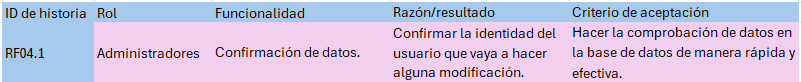 ID de historia Rol Funcionalidad Razón/resultado Criterio de aceptación
RF04.1 Administradores Confirmación de datos. Confirmar la identidad del usuario que vaya a hacer alguna modificación. Hacer la comprobación de datos en la base de datos de manera rápida y efectiva.